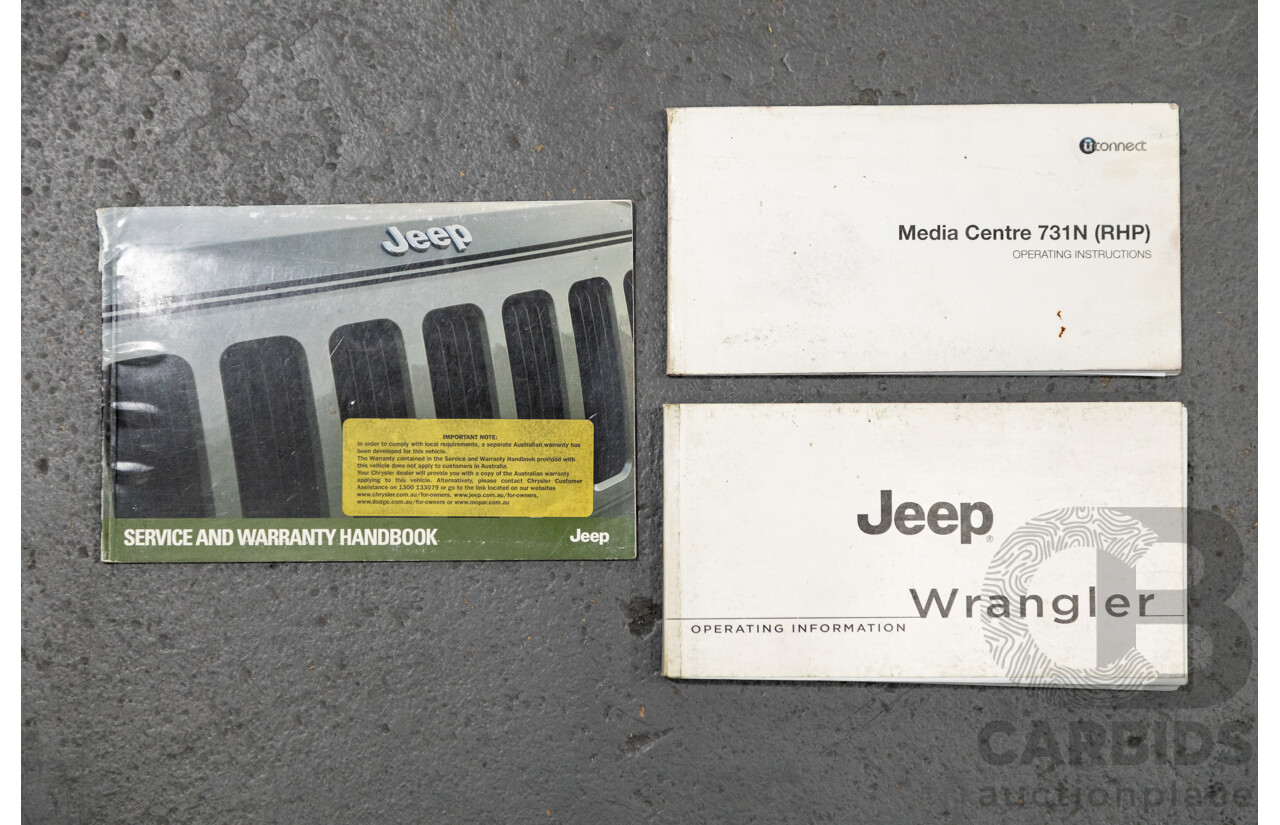 Jeep
IMPORTANT NOTE:
In order to comply with local requirements, a separate Australian warranty has
been developed for this vehicle.
The Warranty contained in the Service and Warranty Handbook provided with
this vehicle does not apply to customers in Australia.
Your Chrysler dealer will provide you with a copy of the Australian warranty
applying to this vehicle. Alternatively, please contact Chrysler Customer
Assistance on 1300 133079 or go to the link located on our websites
www.chrysler.com.au/for-owners, www.jeep.com.au/for-owners,
www.dodge.com.au/for-owners or www.mopar.com.au
SERVICE AND WARRANTY HANDBOOK
Jeep
uconnect
Media Centre 731N (RHP)
OPERATING INSTRUCTIONS
Jeep®
Wrangler
OPERATING INFORMATION
CB
CARBIDS
auctionplace